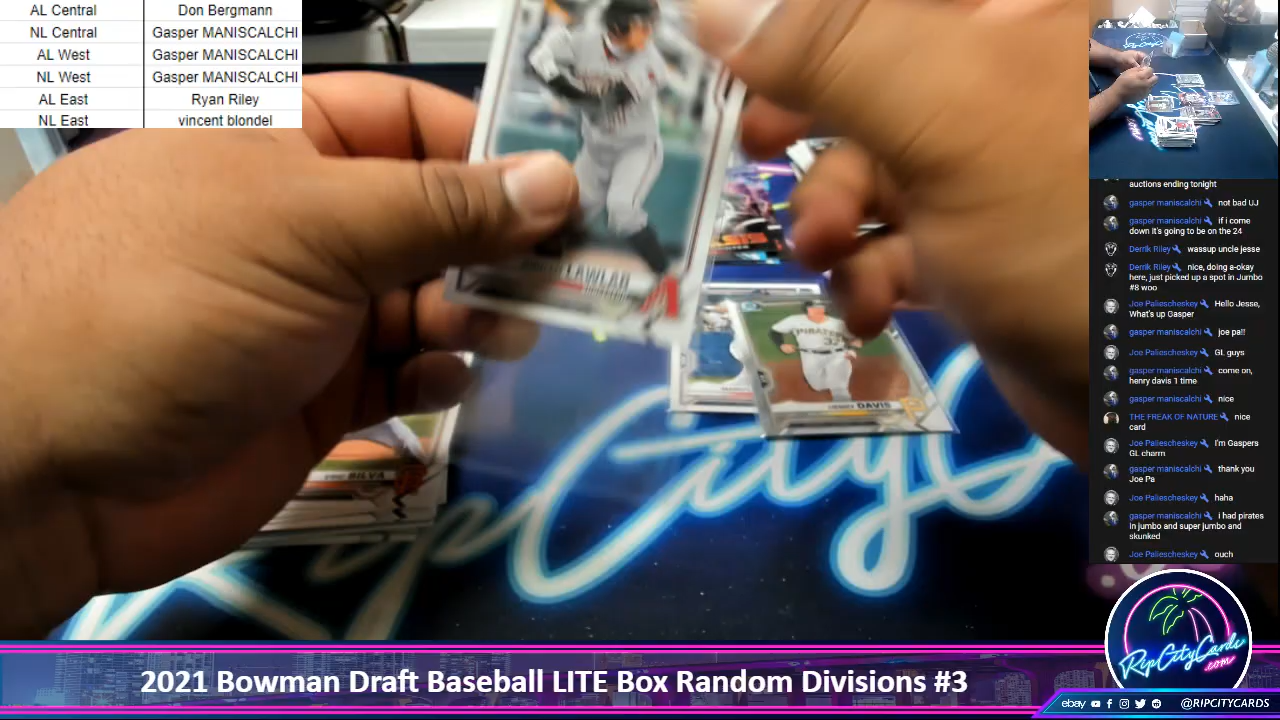 AL Central Don Bergmann
NL Central Gasper MANISCALCHI
AL West Gasper MANISCALCHI
NL West Gasper MANISCALCHI
AL East Ryan Riley
NL East vincent blondel
LAWLAR
A
PIRATES
DAVIS
ERIC SILVA
City
auctions ending tonight
gasper maniscalchi not bad UJ
gasper maniscalchi if i come
down it's going to be on the 24
Derrik Riley wassup uncle jesse
Derrik Riley nice, doing a-okay
here, just picked up a spot in Jumbo
#8 woo
Joe Paliescheskey Hello Jesse,
What's up Gasper
gasper maniscalchi joe pa!!
Joe Paliescheskey GL guys
gasper maniscalchi come on,
henry davis 1 time
gasper maniscalchi nice
THE FREAK OF NATURE nice
card
Joe Paliescheskey I'm Gaspers
GL charm
gasper maniscalchi thank you
Joe Pa
Joe Paliescheskey haha
gasper maniscalchi i had pirates
in jumbo and super jumbo and
skunked
Joe Paliescheskey ouch
RipCityCards
.com
2021 Bowman Draft Baseball LITE Box Random Divisions #3
ebay @RIPCITYCARDS